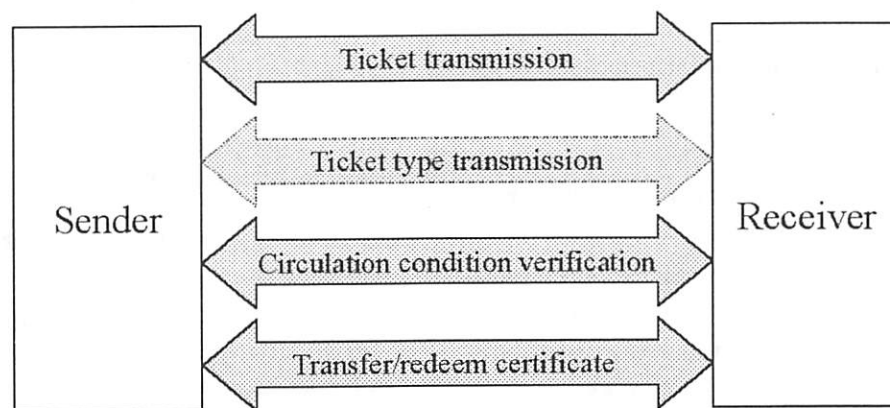 Ticket transmission
Ticket type transmission
Sender
Receiver
Circulation condition verification
Transfer/redeem certificate